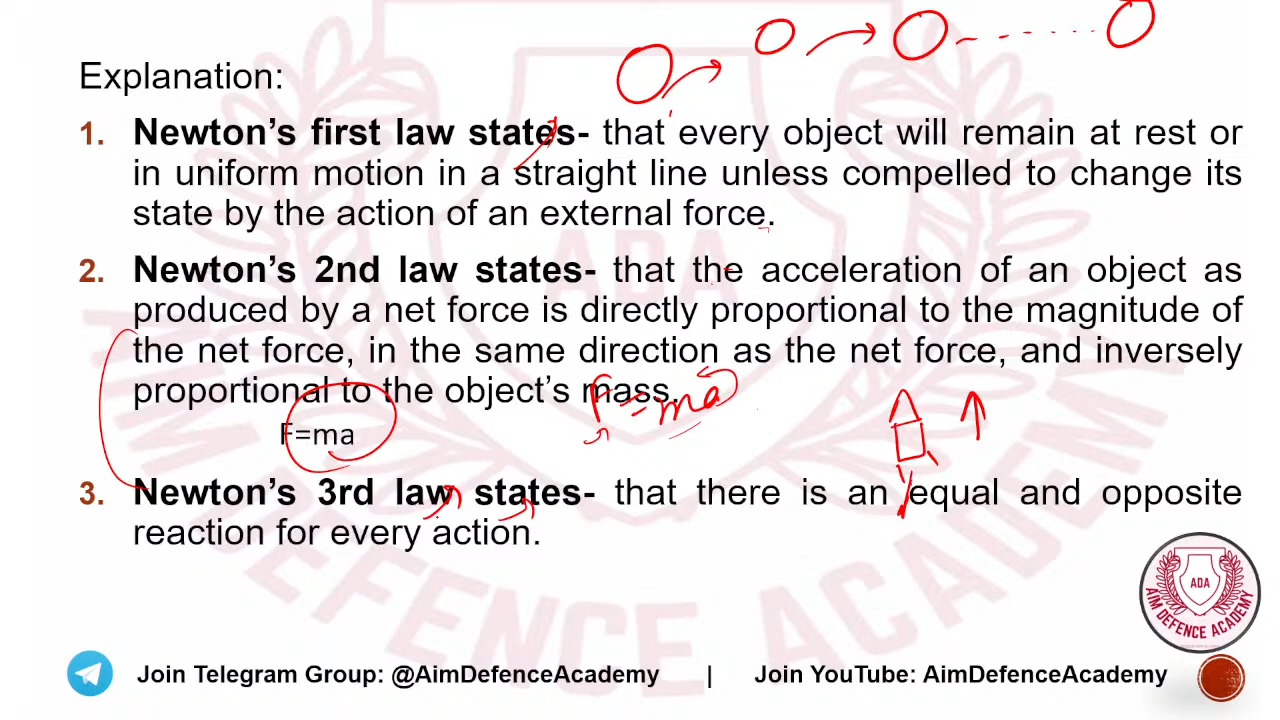 Explanation:
1. Newton's first law states- that every object will remain at rest or
in uniform motion in a straight line unless compelled to change its
state by the action of an external force.
2. Newton's 2nd law states- that the acceleration of an object as
produced by a net force is directly proportional to the magnitude of
the net force, in the same direction as the net force, and inversely
proportional to the object's mass.
F=ma
F=ma
3. Newton's 3rd law states- that there is an equal and opposite
reaction for every action.
ADA
AIM DEFENCE ACADEMY
ADA
AIM DEFENCE ACADEMY
Join Telegram Group: @AimDefenceAcademy | Join YouTube: AimDefenceAcademy